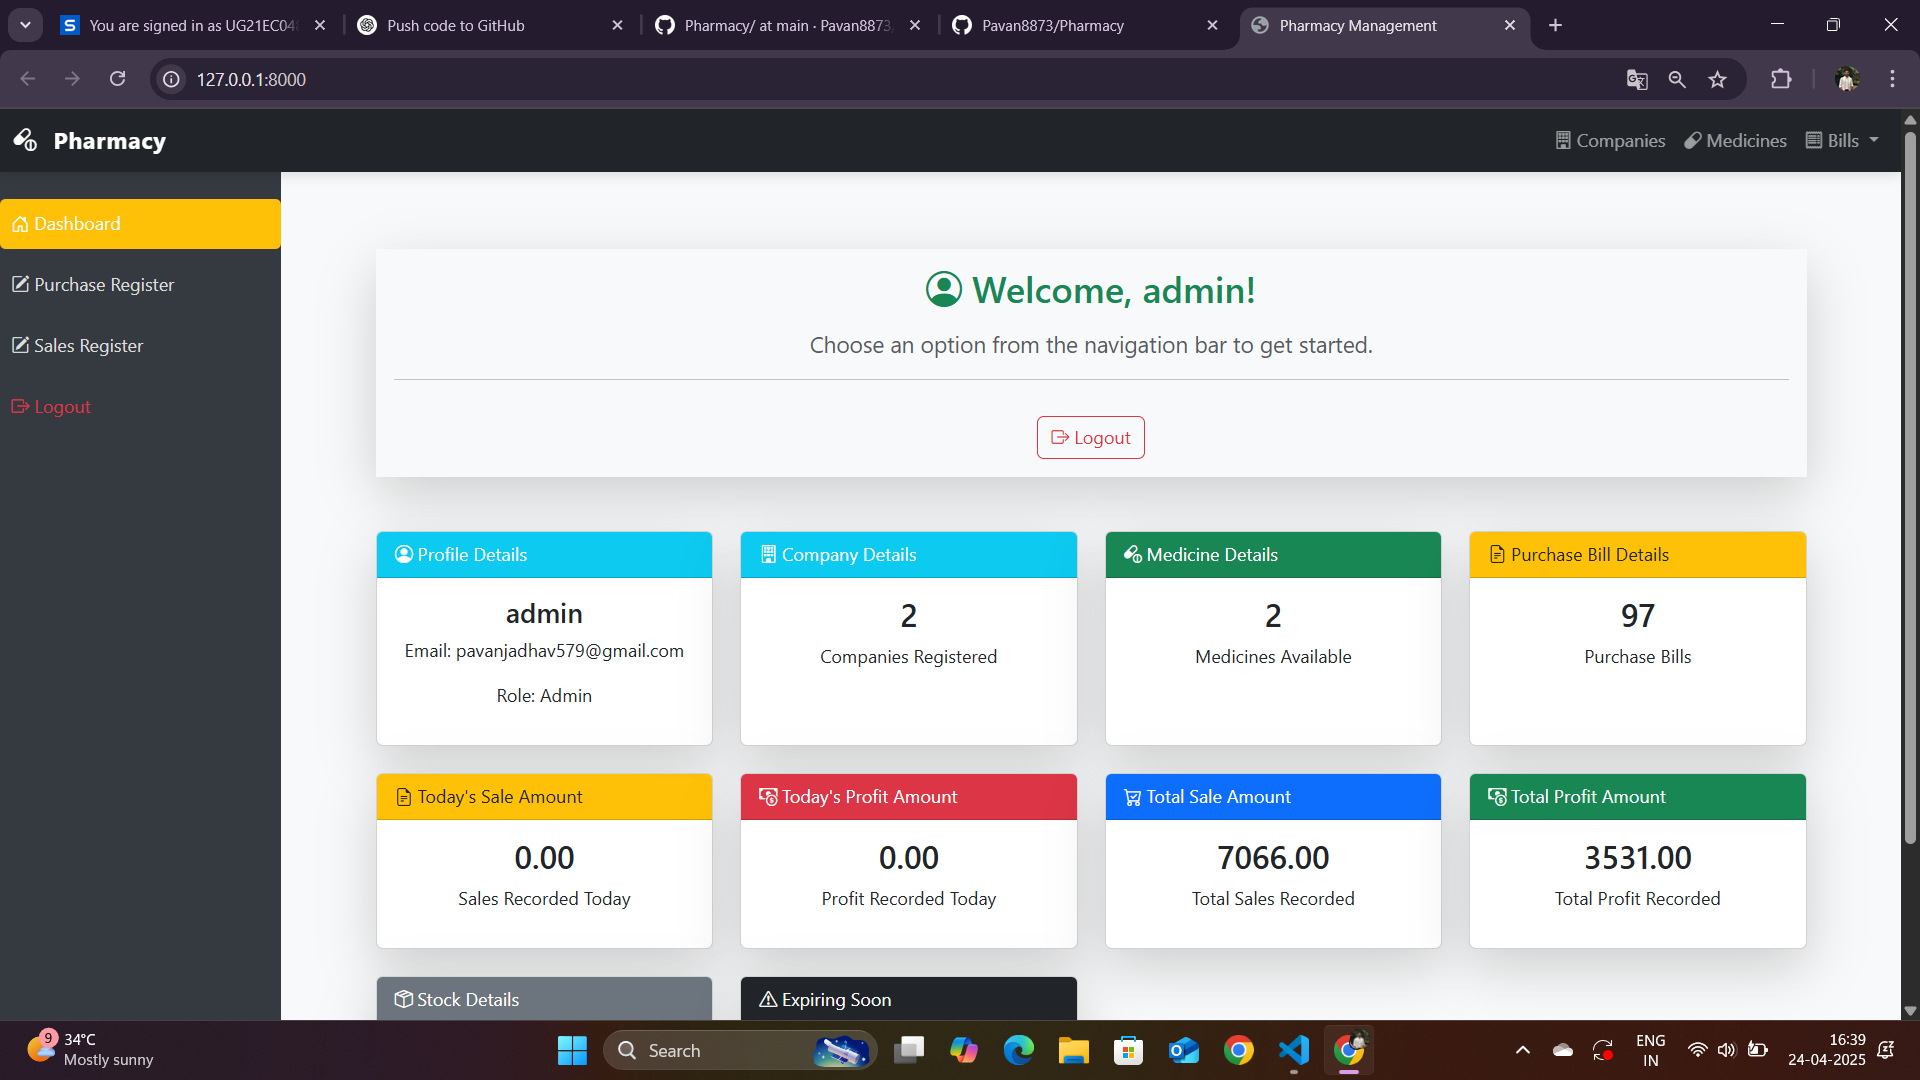 You are signed in as UG21EC048
Push code to GitHub
Pharmacy/ at main · Pavan8873/
Pavan8873/Pharmacy
Pharmacy Management
127.0.0.1:8000
Pharmacy
Companies
Medicines
Bills
Dashboard
Purchase Register
Sales Register
Logout
Welcome, admin!
Choose an option from the navigation bar to get started.
Logout
Profile Details
admin
Email: pavanjadhav579@gmail.com
Role: Admin
Company Details
2
Companies Registered
Medicine Details
2
Medicines Available
Purchase Bill Details
97
Purchase Bills
Today's Sale Amount
0.00
Sales Recorded Today
Today's Profit Amount
0.00
Profit Recorded Today
Total Sale Amount
7066.00
Total Sales Recorded
Total Profit Amount
3531.00
Total Profit Recorded
Stock Details
Expiring Soon
9
34°C
Mostly sunny
Search
ENG
IN
16:39
24-04-2025